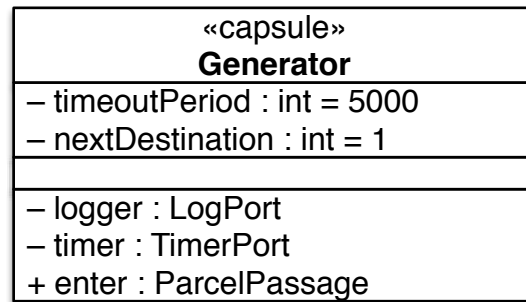 «capsule»
Generator
– timeoutPeriod : int = 5000
– nextDestination : int = 1
– logger : LogPort
– timer : TimerPort
+ enter : ParcelPassage